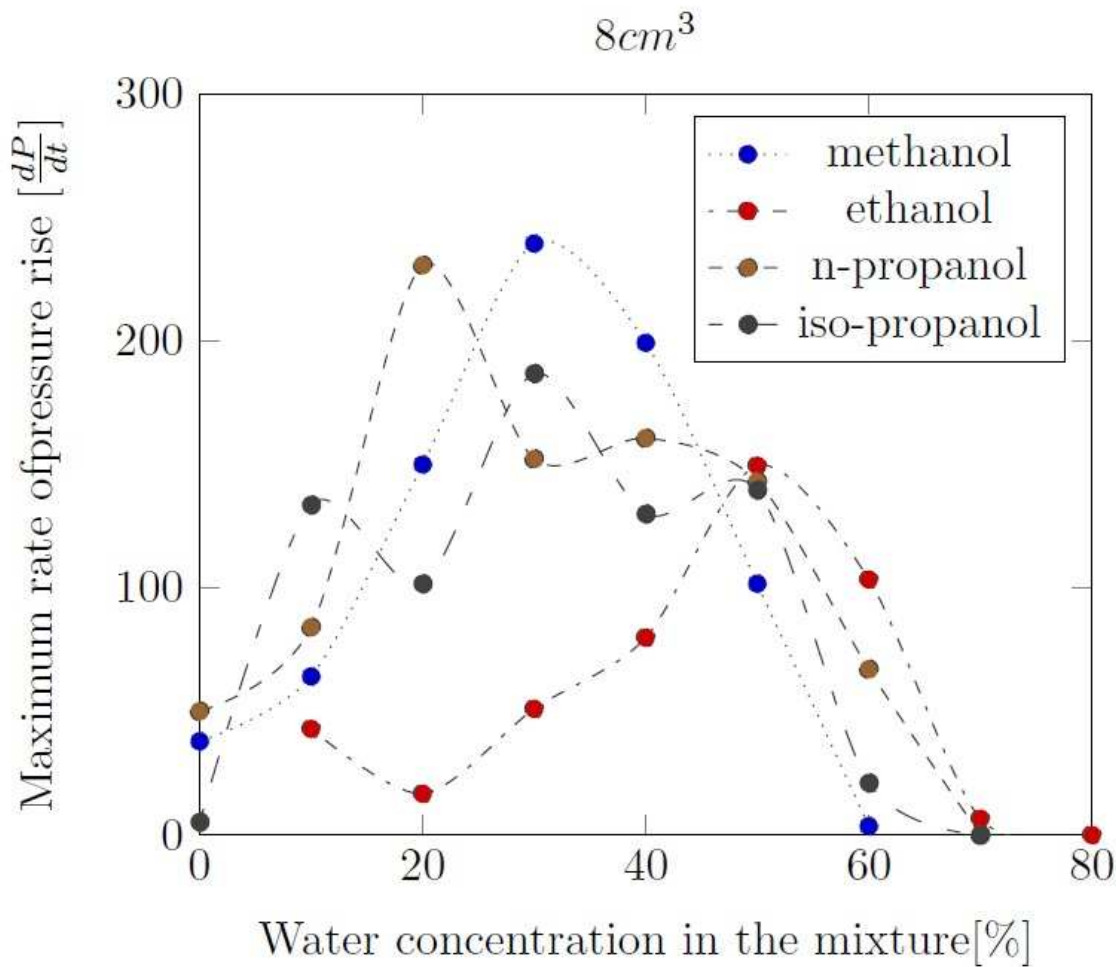 8cm³
Maximum rate ofpressure rise [dP/dt]
300
200
100
0
methanol
ethanol
n-propanol
iso-propanol
0 20 40 60 80
Water concentration in the mixture[%]